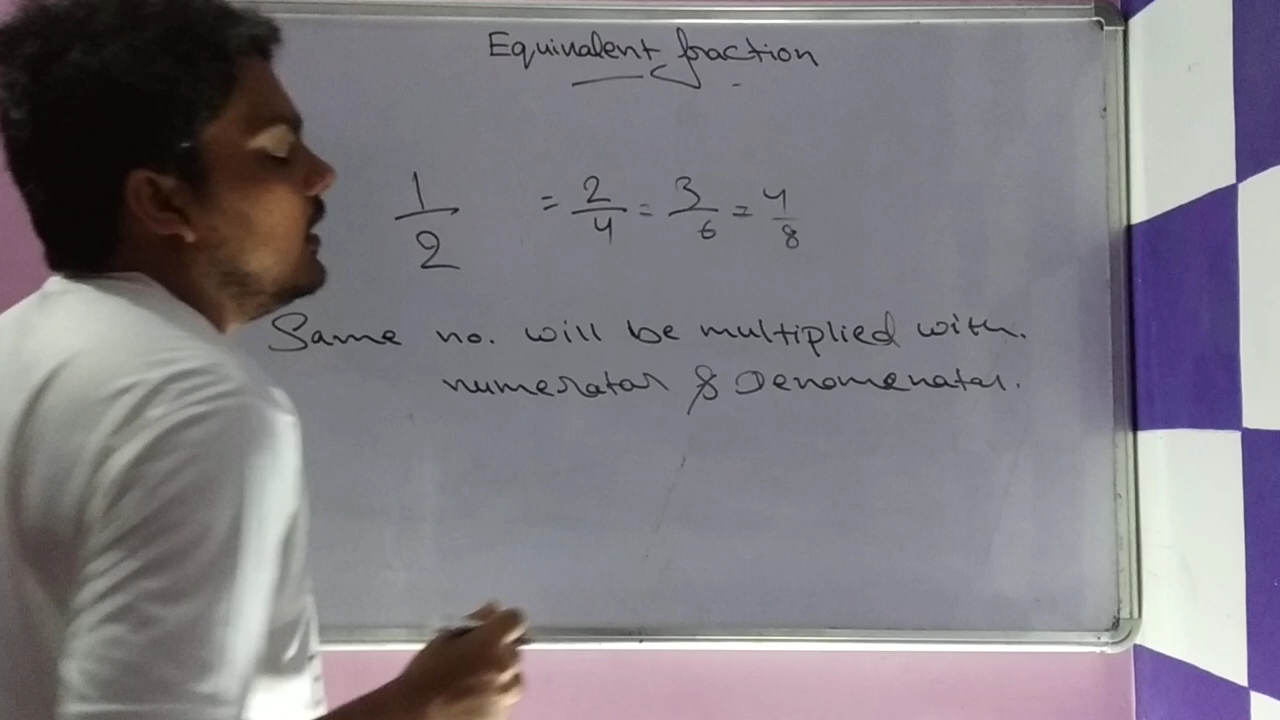 Equivalent fraction
1/2 = 2/4 = 3/6 = 4/8
Same no. will be multiplied with.
numerator & Denomenator.